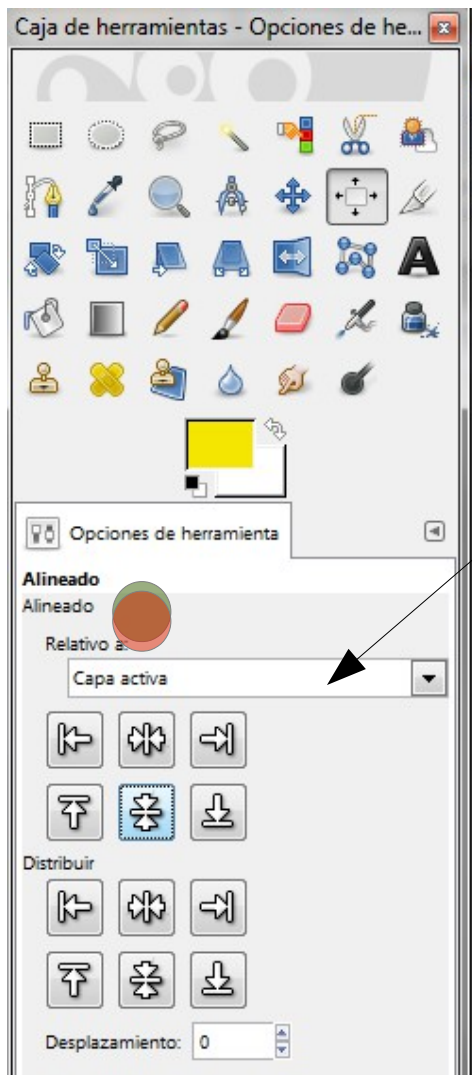 Caja de herramientas - Opciones de he...
Opciones de herramienta
Alineado
Alineado
Relativo a:
Capa activa
Distribuir
Desplazamiento: 0